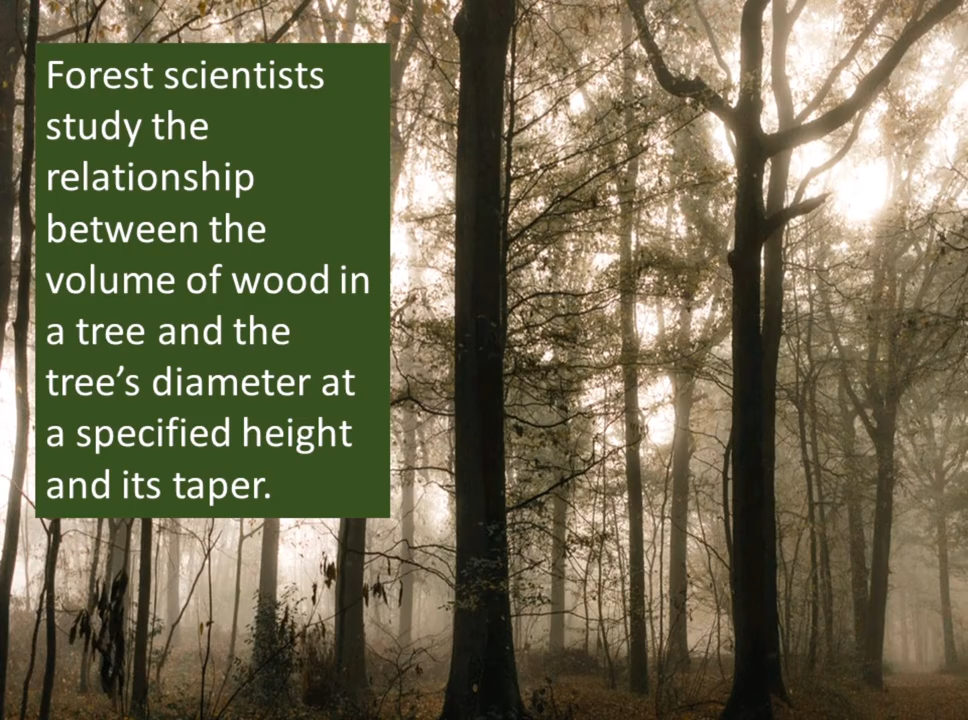 Forest scientists
study the
relationship
between the
volume of wood in
a tree and the
tree’s diameter at
a specified height
and its taper.